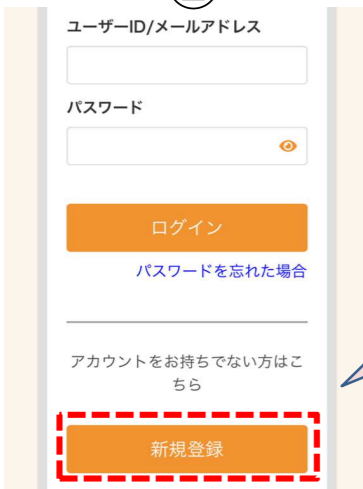 ユーザーID/メールアドレス
パスワード
ログイン
パスワードを忘れた場合
アカウントをお持ちでない方はこ
ちら
新規登録